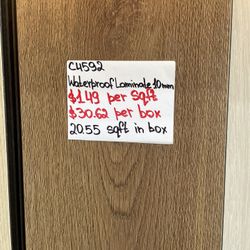 C4592
Waterproof Laminate 10mm
$1.49 per sqft
$30.62 per box
20.55 sqft in box